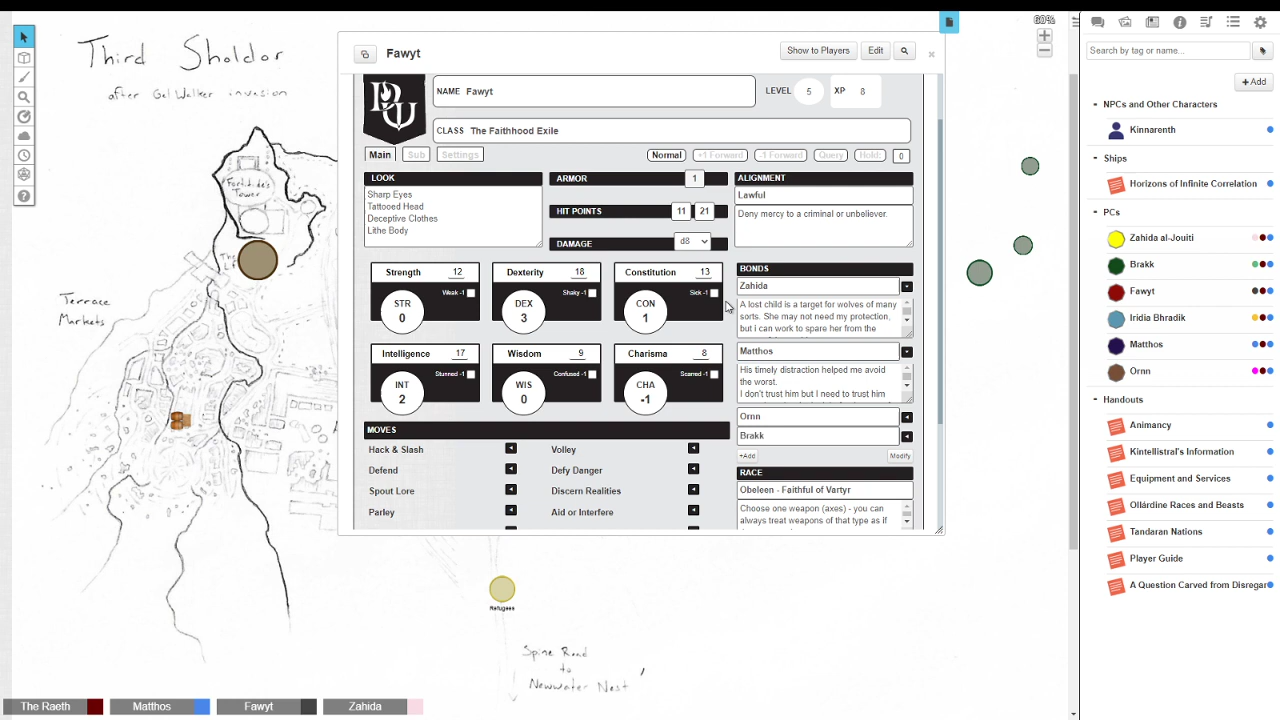 Third Sholdor
after Gel Walker invasion
Fortitide's
Tower
Terrace
Markets
Refugees
Spine Road
to
Newwater Nest
60%
Fawyt
Show to Players
Edit
DW
NAME Fawyt
LEVEL 5 XP 8
CLASS The Faithhood Exile
Main Sub Settings
Normal +1 Forward -1 Forward Query Hold: 0
LOOK
Sharp Eyes
Tattooed Head
Deceptive Clothes
Lithe Body
ARMOR 1
HIT POINTS 11 21
DAMAGE d8
ALIGNMENT
Lawful
Deny mercy to a criminal or unbeliever.
Strength 12
Weak -1
STR
0
Dexterity 18
Shaky -1
DEX
3
Constitution 13
Sick -1
CON
1
Intelligence 17
Stunned -1
INT
2
Wisdom 9
Confused -1
WIS
0
Charisma 8
Scarred -1
CHA
-1
BONDS
Zahida
A lost child is a target for wolves of many
sorts. She may not need my protection,
but i can work to spare her from the
Matthos
His timely distraction helped me avoid
the worst.
I don't trust him but I need to trust him
Ornn
Brakk
+Add
Modify
MOVES
Hack & Slash
Volley
Defend
Defy Danger
Spout Lore
Discern Realities
Parley
Aid or Interfere
RACE
Obeleen - Faithful of Vartyr
Choose one weapon (axes) - you can
always treat weapons of that type as if
Search by tag or name...
+ Add
NPCs and Other Characters
Kinnarenth
Ships
Horizons of Infinite Correlation
PCs
Zahida al-Jouiti
Brakk
Fawyt
Iridia Bhradik
Matthos
Ornn
Handouts
Animancy
Kintellistral's Information
Equipment and Services
Ollárdine Races and Beasts
Tandaran Nations
Player Guide
A Question Carved from Disregar
The Raeth
Matthos
Fawyt
Zahida